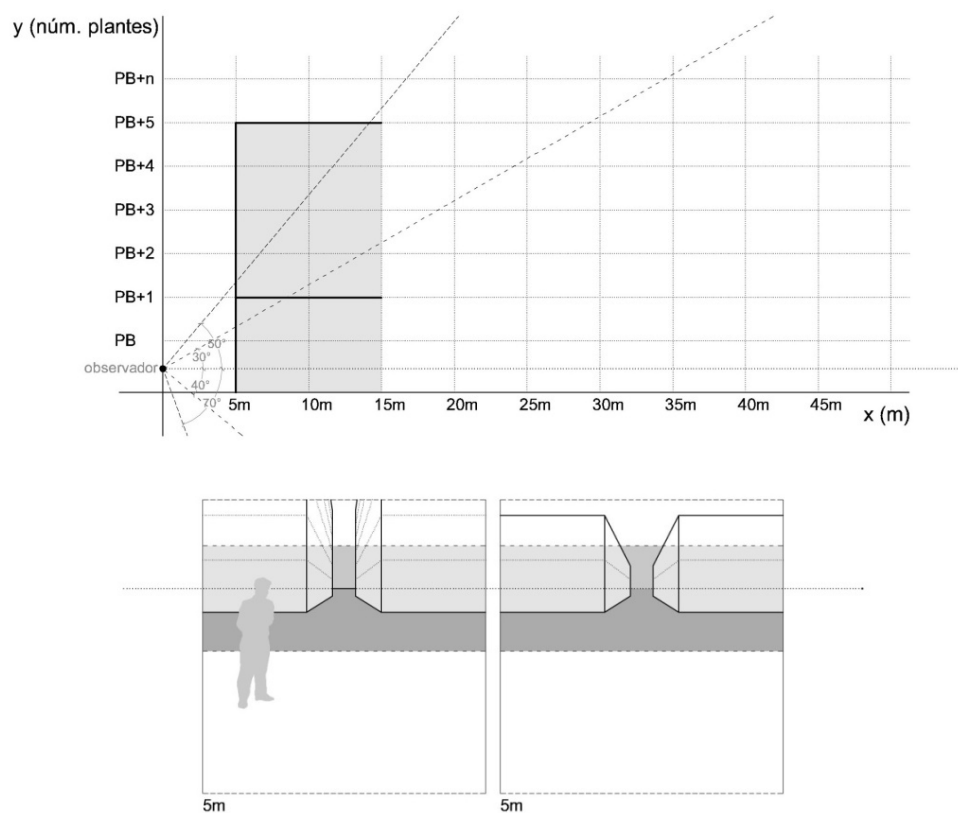 y (núm. plantes)
PB+n
PB+5
PB+4
PB+3
PB+2
PB+1
PB
50°
30°
observador
40°
70°
5m 10m 15m 20m 25m 30m 35m 40m 45m
x (m)
5m 5m